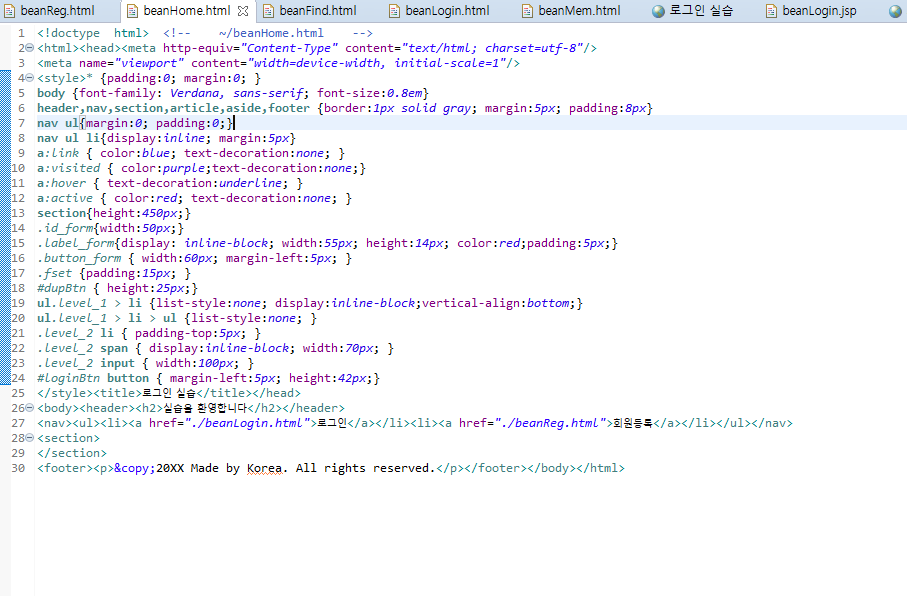 beanReg.html beanHome.html beanFind.html beanLogin.html beanMem.html 로그인 실습 beanLogin.jsp
1 <!doctype html> <!-- ~/beanHome.html -->
2 <html><head><meta http-equiv="Content-Type" content="text/html; charset=utf-8"/>
3 <meta name="viewport" content="width=device-width, initial-scale=1"/>
4 <style>* {padding:0; margin:0; }
5 body {font-family: Verdana, sans-serif; font-size:0.8em}
6 header,nav,section,article,aside,footer {border:1px solid gray; margin:5px; padding:8px}
7 nav ul{margin:0; padding:0;}
8 nav ul li{display:inline; margin:5px}
9 a:link { color:blue; text-decoration:none; }
10 a:visited { color:purple;text-decoration:none;}
11 a:hover { text-decoration:underline; }
12 a:active { color:red; text-decoration:none; }
13 section{height:450px;}
14 .id_form{width:50px;}
15 .label_form{display: inline-block; width:55px; height:14px; color:red;padding:5px;}
16 .button_form { width:60px; margin-left:5px; }
17 .fset {padding:15px; }
18 #dupBtn { height:25px;}
19 ul.level_1 > li {list-style:none; display:inline-block;vertical-align:bottom;}
20 ul.level_1 > li > ul {list-style:none; }
21 .level_2 li { padding-top:5px; }
22 .level_2 span { display:inline-block; width:70px; }
23 .level_2 input { width:100px; }
24 #loginBtn button { margin-left:5px; height:42px;}
25 </style><title>로그인 실습</title></head>
26 <body><header><h2>실습을 환영합니다</h2></header>
27 <nav><ul><li><a href="./beanLogin.html">로그인</a></li><li><a href="./beanReg.html">회원등록</a></li></ul></nav>
28 <section>
29 </section>
30 <footer><p>&copy;20XX Made by Korea. All rights reserved.</p></footer></body></html>